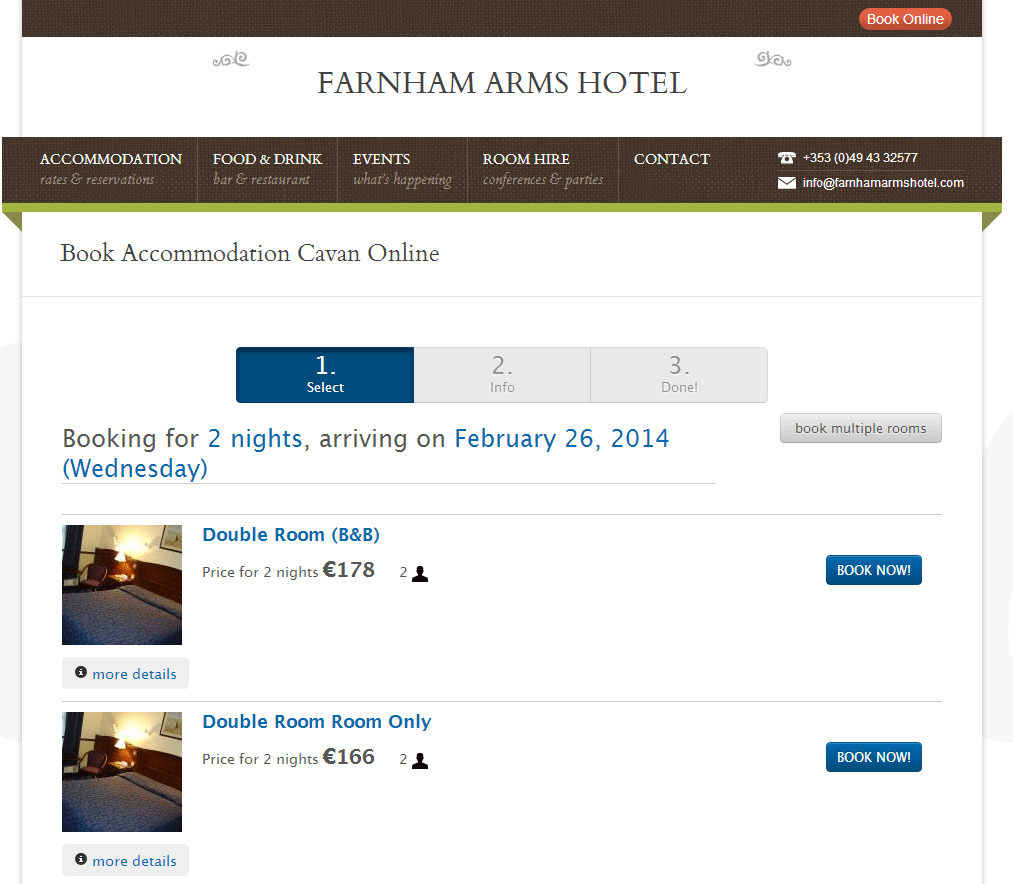 Book Online
FARNHAM ARMS HOTEL
ACCOMMODATION
rates & reservations
FOOD & DRINK
bar & restaurant
EVENTS
what's happening
ROOM HIRE
conferences & parties
CONTACT
+353 (0)49 43 32577
info@farnhamarmshotel.com
Book Accommodation Cavan Online
1.
Select
2.
Info
3.
Done!
book multiple rooms
Booking for 2 nights, arriving on February 26, 2014
(Wednesday)
Double Room (B&B)
Price for 2 nights €178 2
BOOK NOW!
more details
Double Room Room Only
Price for 2 nights €166 2
BOOK NOW!
more details